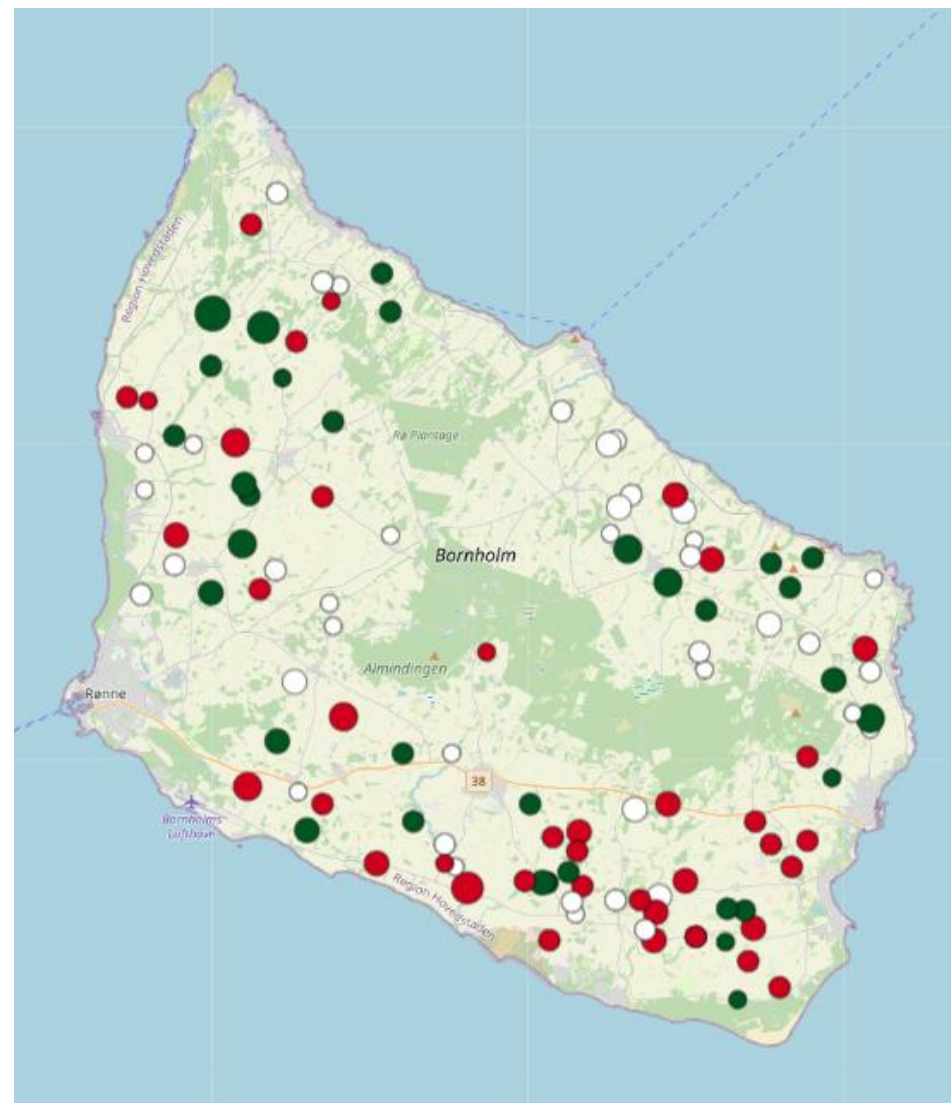 Region Hovedstaden
Rø Plantage
Bornholm
Almindingen
Rønne
38
Bornholms
Lufthavn
Region Hovedstaden